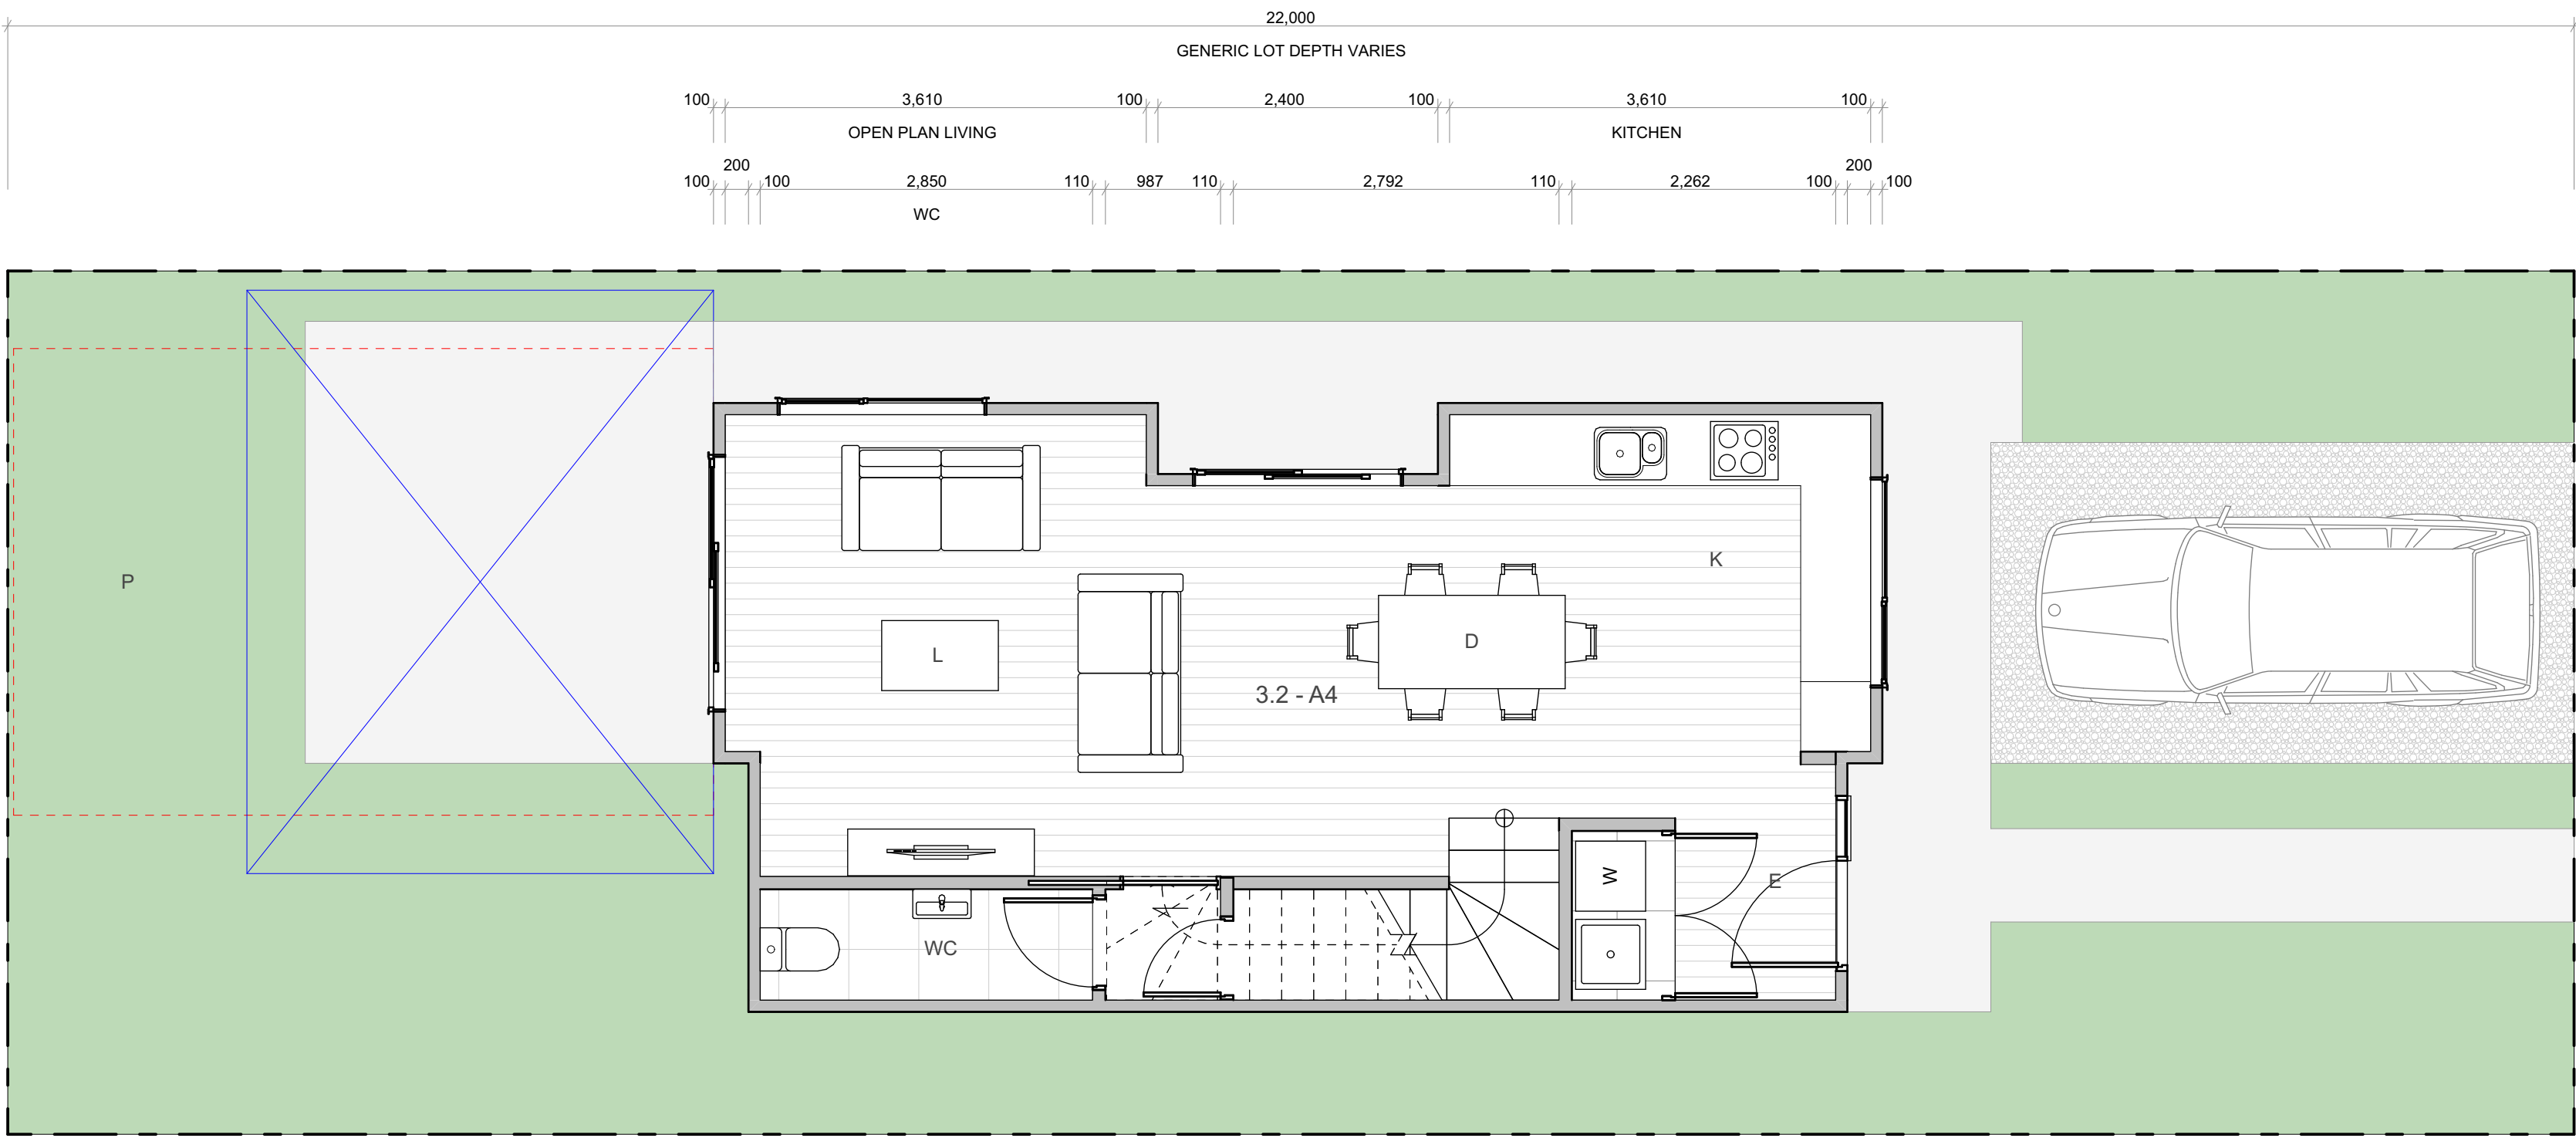 22,000
GENERIC LOT DEPTH VARIES
100 3,610 100 2,400 100 3,610 100
OPEN PLAN LIVING KITCHEN
200 200
100 100 2,850 110 987 110 2,792 110 2,262 100 100
WC
K
P
D
L
3.2 - A4
W
E
WC